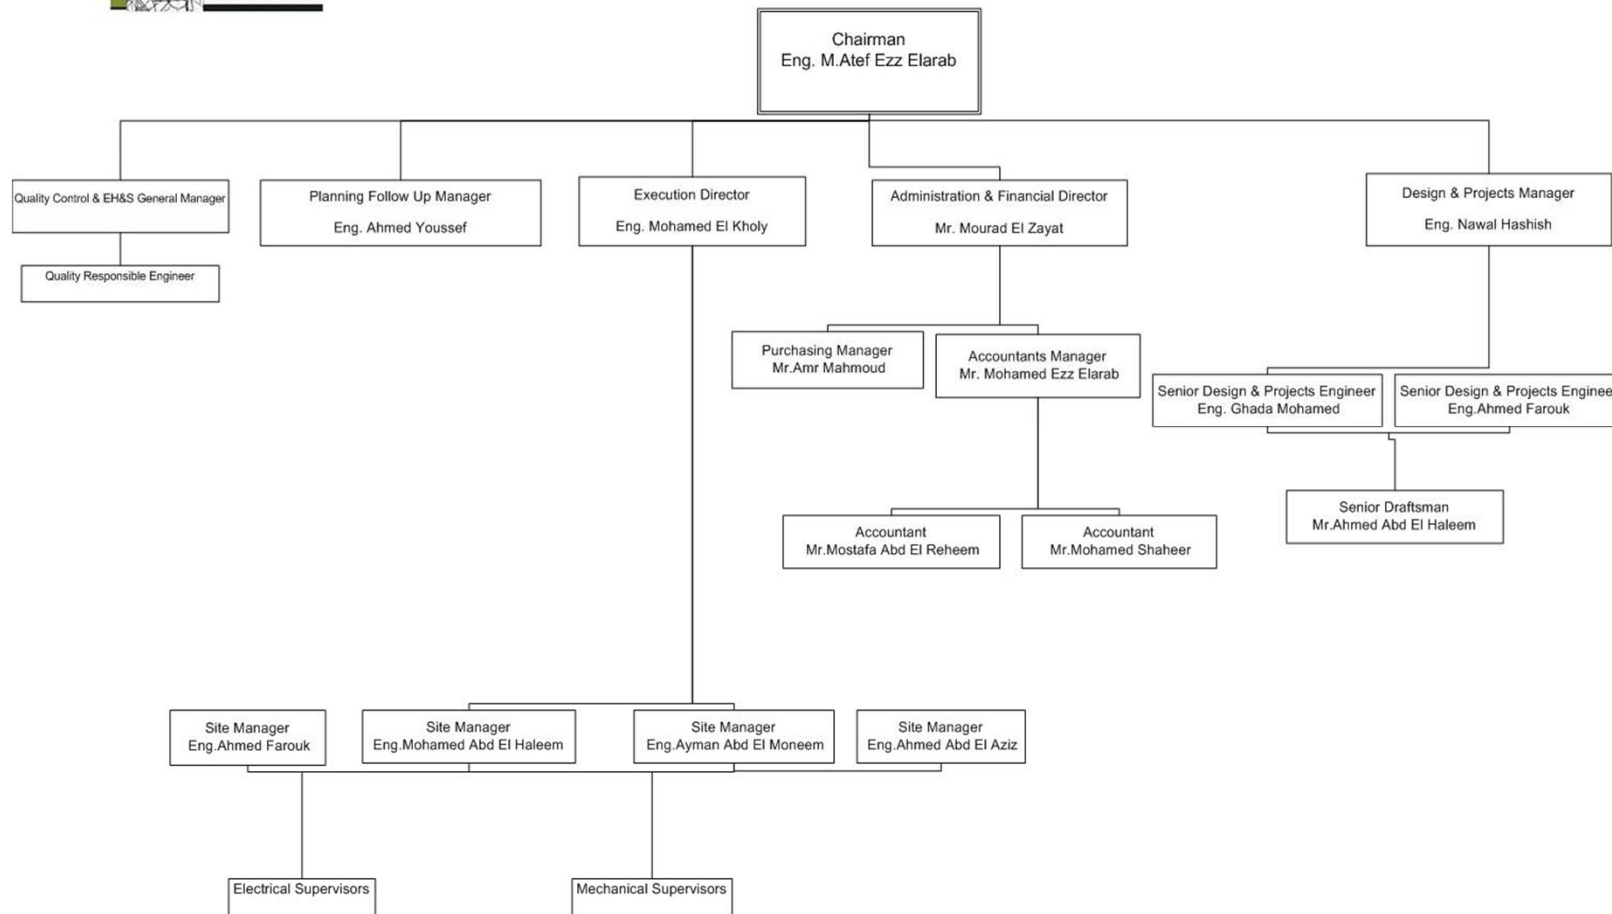 Chairman
Eng. M.Atef Ezz Elarab
Quality Control & EH&S General Manager
Planning Follow Up Manager
Eng. Ahmed Youssef
Execution Director
Eng. Mohamed El Kholy
Administration & Financial Director
Mr. Mourad El Zayat
Design & Projects Manager
Eng. Nawal Hashish
Quality Responsible Engineer
Purchasing Manager
Mr.Amr Mahmoud
Accountants Manager
Mr. Mohamed Ezz Elarab
Senior Design & Projects Engineer
Eng. Ghada Mohamed
Senior Design & Projects Enginee
Eng.Ahmed Farouk
Accountant
Mr.Mostafa Abd El Reheem
Accountant
Mr.Mohamed Shaheer
Senior Draftsman
Mr.Ahmed Abd El Haleem
Site Manager
Eng.Ahmed Farouk
Site Manager
Eng.Mohamed Abd El Haleem
Site Manager
Eng.Ayman Abd El Moneem
Site Manager
Eng.Ahmed Abd El Aziz
Electrical Supervisors
Mechanical Supervisors